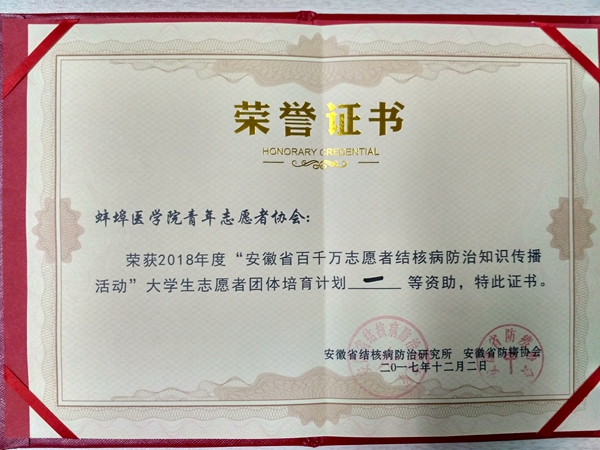 荣誉证书
HONORARY CREDENTIAL
蚌埠医学院青年志愿者协会：
荣获2018年度“安徽省百千万志愿者结核病防治知识传播
活动”大学生志愿者团体培育计划 一 等资助，特此证书。
安徽省结核病防治研究所 安徽省防痨协会
二〇一七年十二月二日